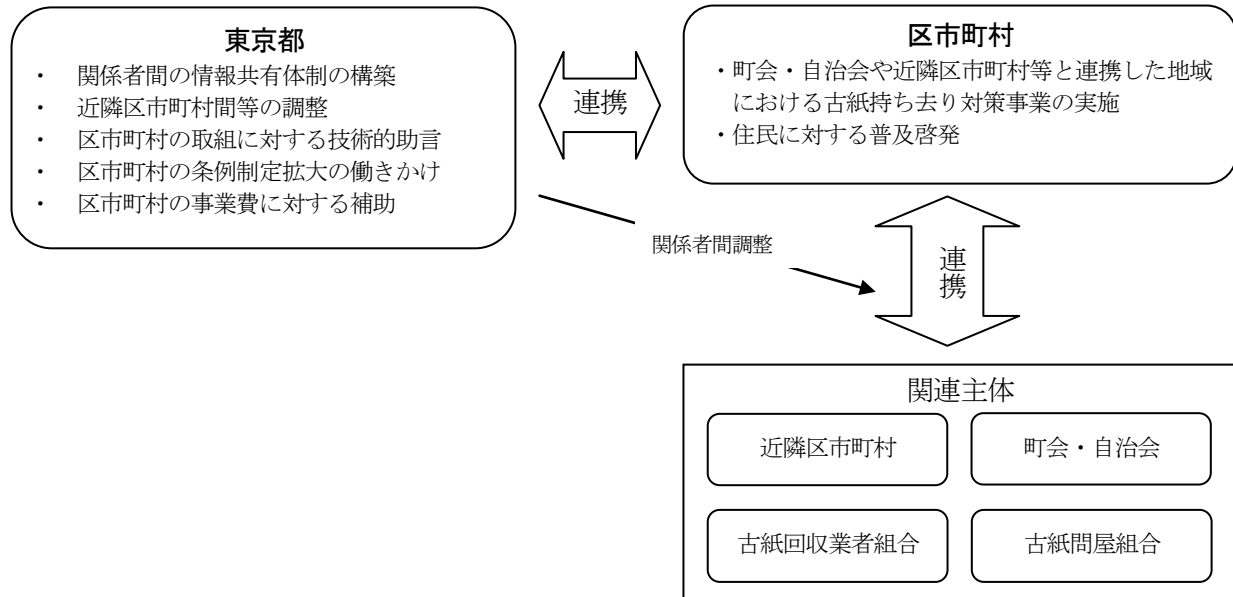 東京都
・ 関係者間の情報共有体制の構築
・ 近隣区市町村間等の調整
・ 区市町村の取組に対する技術的助言
・ 区市町村の条例制定拡大の働きかけ
・ 区市町村の事業費に対する補助
連携
区市町村
・町会・自治会や近隣区市町村等と連携した地域
における古紙持ち去り対策事業の実施
・住民に対する普及啓発
関係者間調整
連携
関連主体
近隣区市町村
町会・自治会
古紙回収業者組合
古紙問屋組合